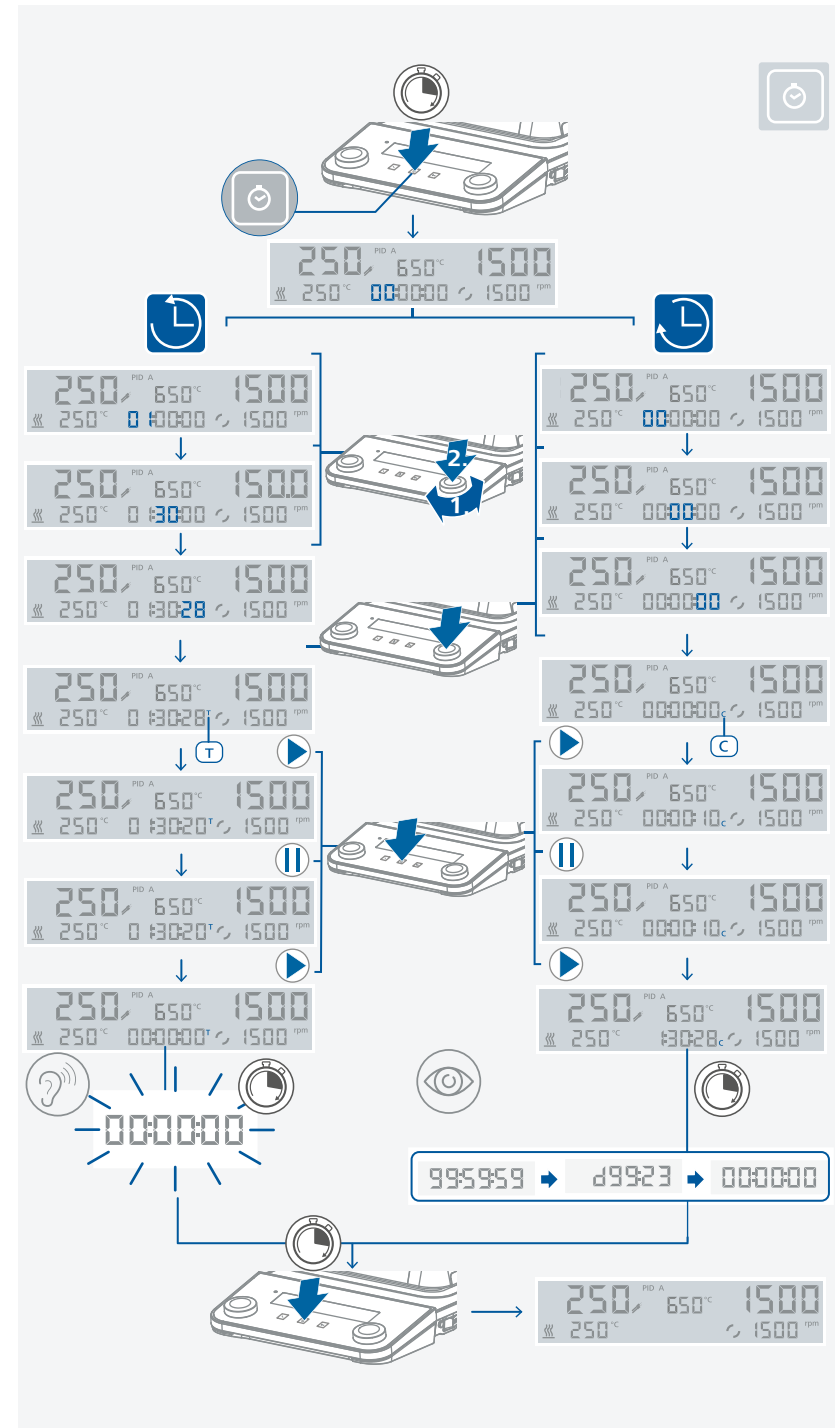 250 PID A 650°C 1500
250°C 00:00:00 1500 rpm
250 PID A 650°C 1500
250°C 01:00:00 1500 rpm
250 PID A 650°C 1500
250°C 01:30:00 1500 rpm
250 PID A 650°C 1500
250°C 01:30:28 1500 rpm
250 PID A 650°C 1500
250°C 01:30:28 T 1500 rpm
T
250 PID A 650°C 1500
250°C 01:30:20 T 1500 rpm
250 PID A 650°C 1500
250°C 01:30:20 T 1500 rpm
250 PID A 650°C 1500
250°C 00:00:00 T 1500 rpm
00:00:00
2.
1.
250 PID A 650°C 1500
250°C 00:00:00 1500 rpm
250 PID A 650°C 1500
250°C 00:00:00 1500 rpm
250 PID A 650°C 1500
250°C 00:00:00 1500 rpm
250 PID A 650°C 1500
250°C 00:00:00 C 1500 rpm
C
250 PID A 650°C 1500
250°C 00:00:10 C 1500 rpm
250 PID A 650°C 1500
250°C 00:00:10 C 1500 rpm
250 PID A 650°C 1500
250°C 1:30:28 C 1500 rpm
99:59:59 d99:23 00:00:00
250 PID A 650°C 1500
250°C 1500 rpm